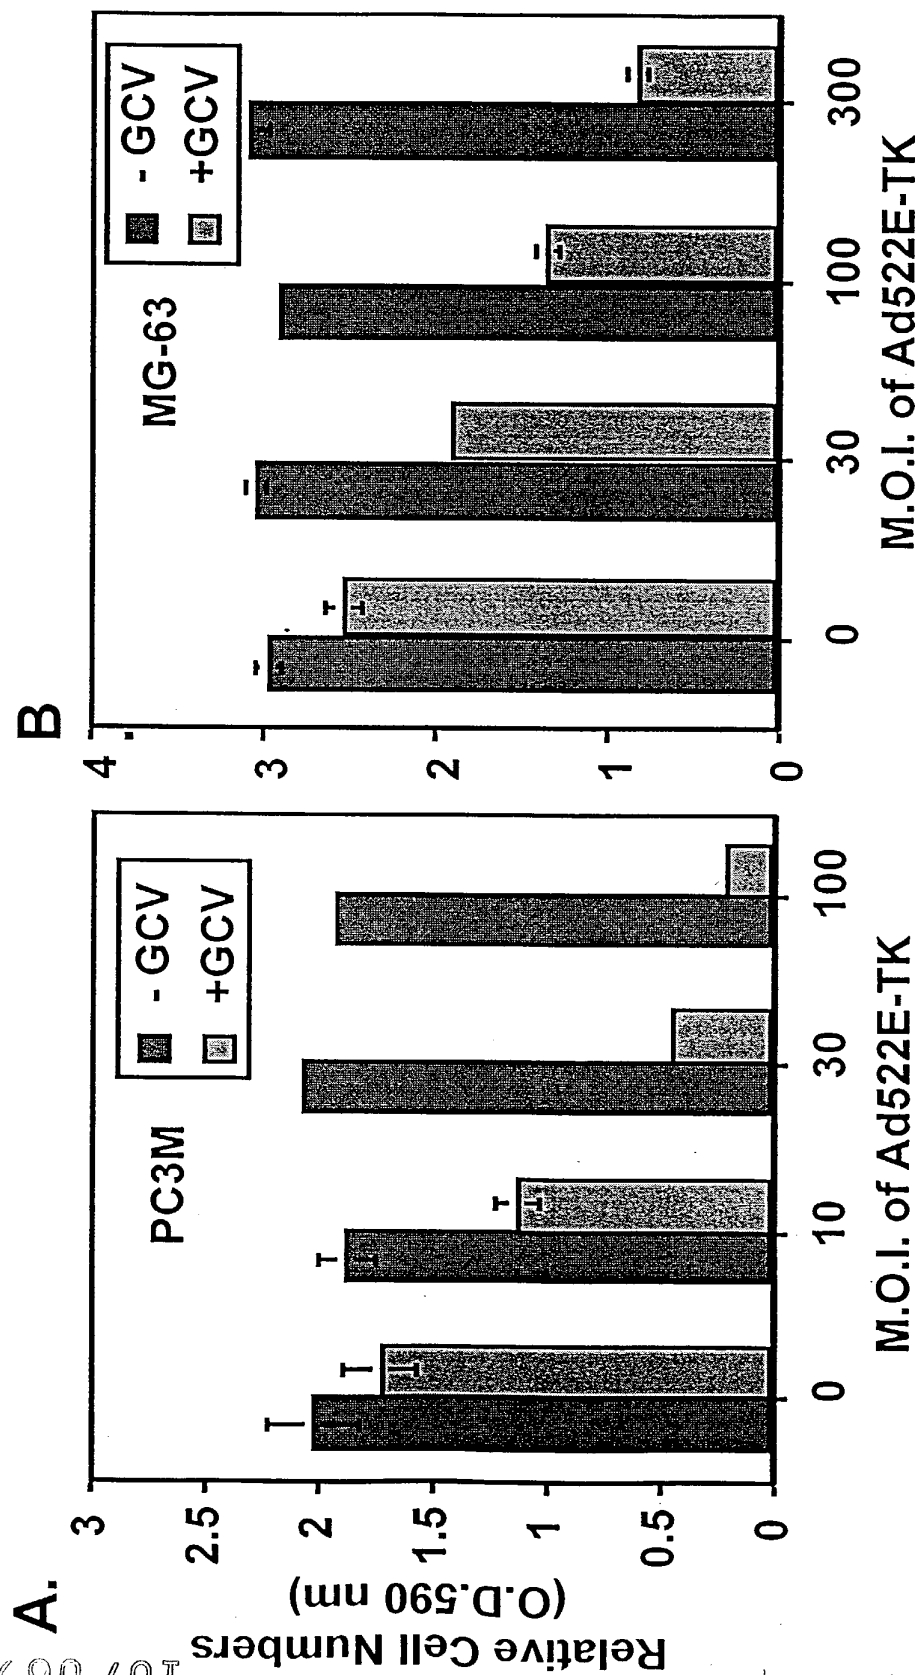 A.
PC3M
- GCV
+GCV
Relative Cell Numbers
(O.D.590 nm)
3
2.5
2
1.5
1
0.5
0
0
10
30
100
M.O.I. of Ad522E-TK
B
MG-63
- GCV
+GCV
4
3
2
1
0
0
30
100
300
M.O.I. of Ad522E-TK